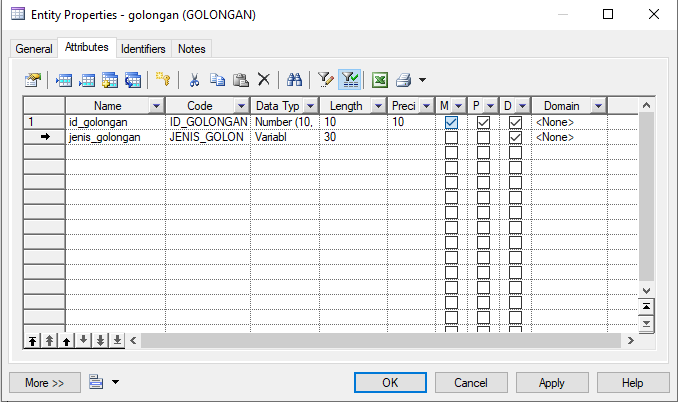 Entity Properties - golongan (GOLONGAN)
General Attributes Identifiers Notes
Name Code Data Typ Length Preci M P D Domain
1 id_golongan ID_GOLONGAN Number (10, 10 10 <None>
jenis_golongan JENIS_GOLON Variabl 30 <None>
More >> OK Cancel Apply Help